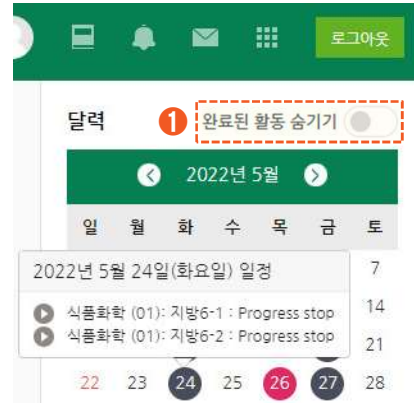 로그아웃
달력
1 완료된 활동 숨기기
2022년 5월
일 월 화 수 목 금 토
2022년 5월 24일(화요일) 일정
식품화학 (01): 지방6-1 : Progress stop
식품화학 (01): 지방6-2 : Progress stop
7
14
21
22 23 24 25 26 27 28